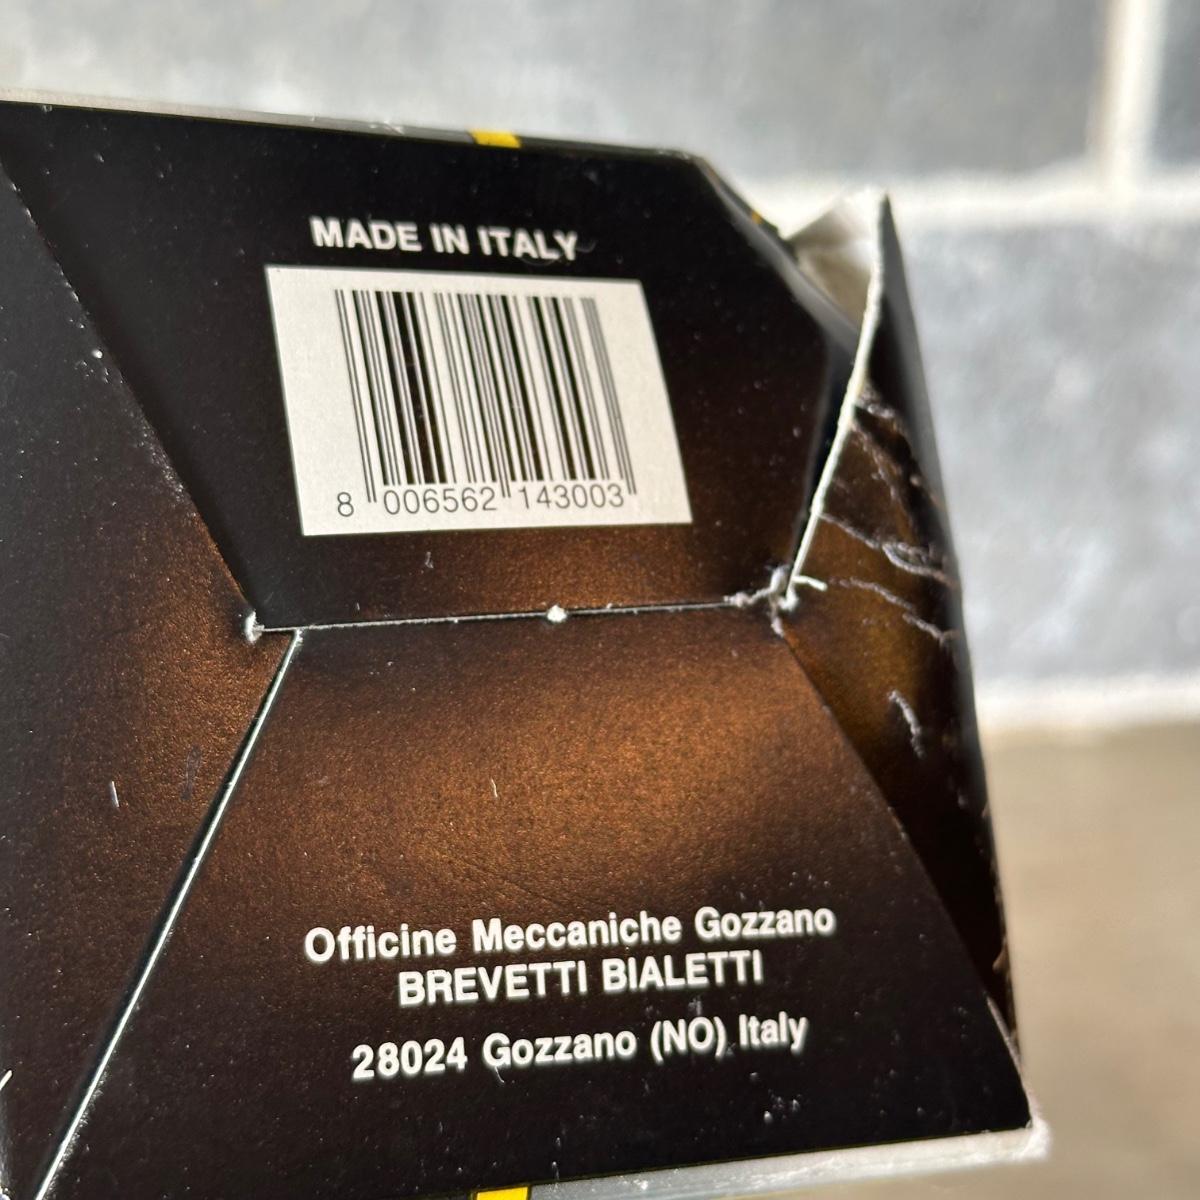 MADE IN ITALY
8 006562 143003
Officine Meccaniche Gozzano
BREVETTI BIALETTI
28024 Gozzano (NO) Italy